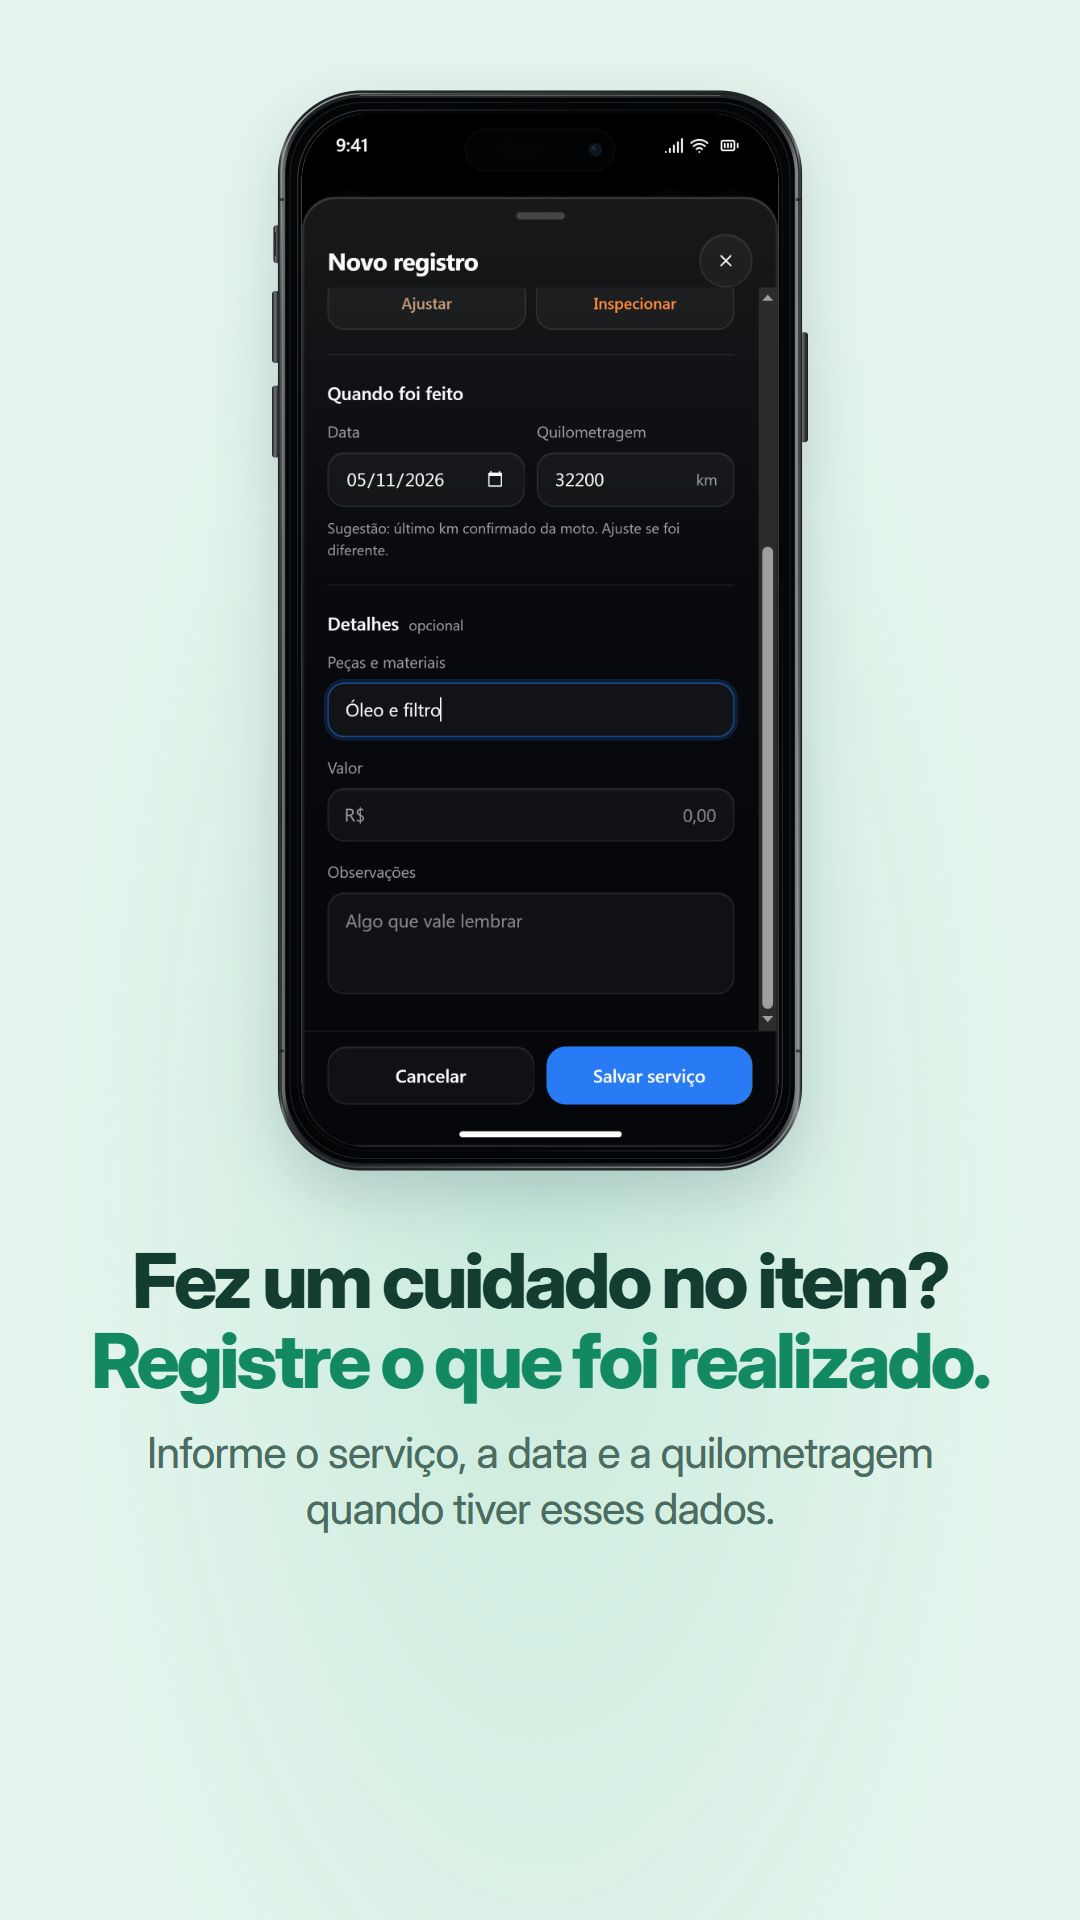 9:41
Novo registro
Ajustar
Inspecionar
Quando foi feito
Data
Quilometragem
05/11/2026
32200
km
Sugestão: último km confirmado da moto. Ajuste se foi
diferente.
Detalhes opcional
Peças e materiais
Óleo e filtro
Valor
R$
0,00
Observações
Algo que vale lembrar
Cancelar
Salvar serviço
Fez um cuidado no item?
Registre o que foi realizado.
Informe o serviço, a data e a quilometragem
quando tiver esses dados.